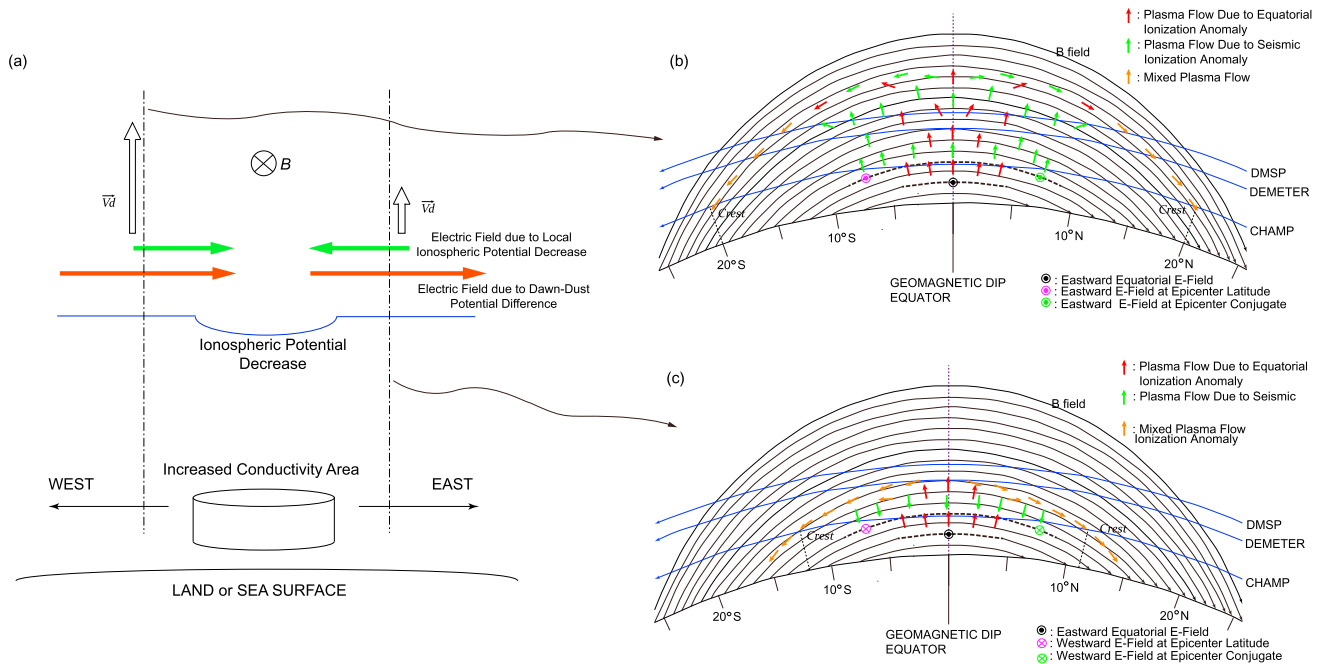 (a)
B
Vd
Vd
Electric Field due to Local
Ionospheric Potential Decrease
Electric Field due to Dawn-Dust
Potential Difference
Ionospheric Potential
Decrease
Increased Conductivity Area
WEST
EAST
LAND or SEA SURFACE
(b)
: Plasma Flow Due to Equatorial
Ionization Anomaly
: Plasma Flow Due to Seismic
Ionization Anomaly
: Mixed Plasma Flow
B field
DMSP
DEMETER
CHAMP
Crest
Crest
20°S
10°S
10°N
20°N
GEOMAGNETIC DIP
EQUATOR
: Eastward Equatorial E-Field
: Eastward E-Field at Epicenter Latitude
: Eastward E-Field at Epicenter Conjugate
(c)
: Plasma Flow Due to Equatorial
Ionization Anomaly
: Plasma Flow Due to Seismic
: Mixed Plasma Flow
Ionization Anomaly
B field
DMSP
DEMETER
CHAMP
Crest
Crest
20°S
10°S
10°N
20°N
GEOMAGNETIC DIP
EQUATOR
: Eastward Equatorial E-Field
: Westward E-Field at Epicenter Latitude
: Westward E-Field at Epicenter Conjugate